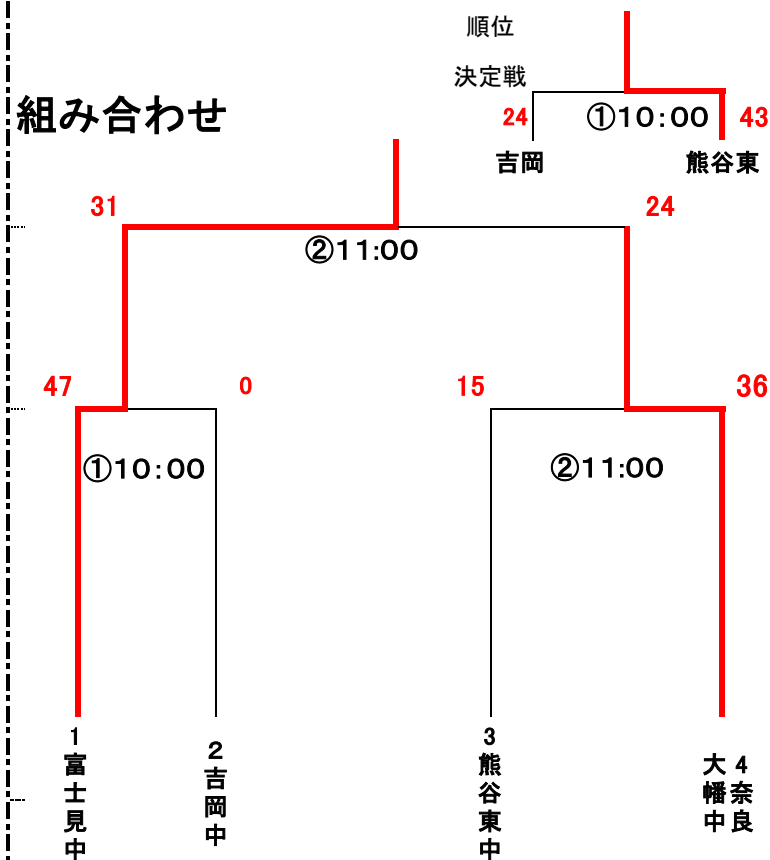 順位
決定戦
組み合わせ
24
①10:00
43
吉岡
熊谷東
31
24
②11:00
47
0
15
36
①10:00
②11:00
1富士見中
2吉岡中
3熊谷東中
4奈良
大幡中